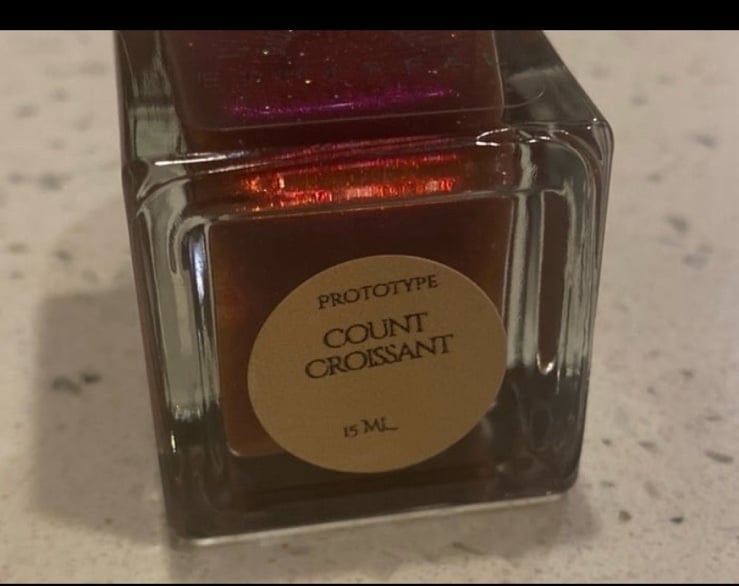 PROTOTYPE
COUNT
CROISSANT
15 ML